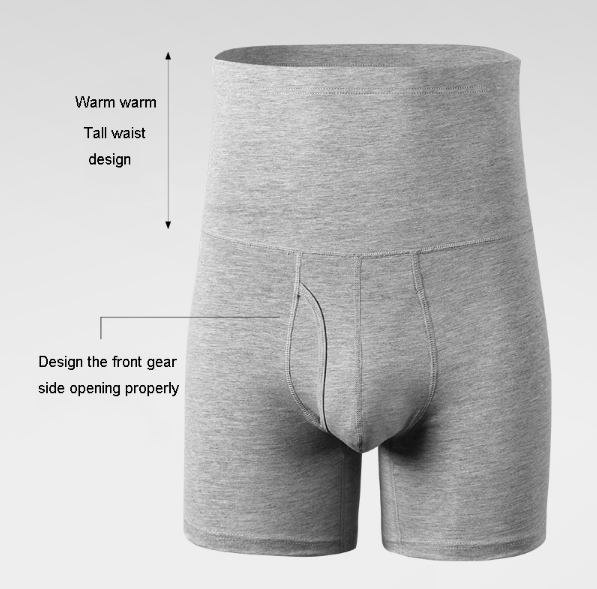 Warm warm
Tall waist
design
Design the front gear
side opening properly